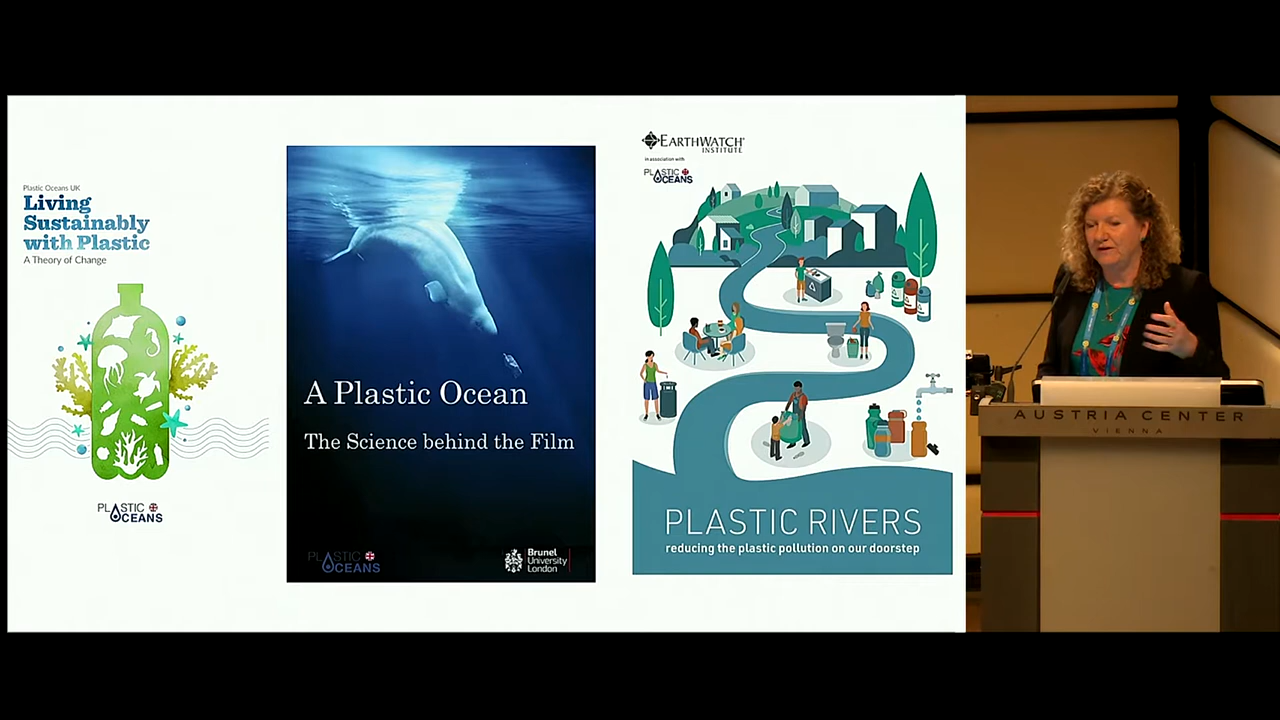 Plastic Oceans UK
Living
Sustainably
with Plastic
A Theory of Change
PLASTIC
OCEANS
A Plastic Ocean
The Science behind the Film
PLASTIC
OCEANS
Brunel
University
London
EARTHWATCH
INSTITUTE
in association with
PLASTIC
OCEANS
PLASTIC RIVERS
reducing the plastic pollution on our doorstep
AUSTRIA CENTER
VIENNA